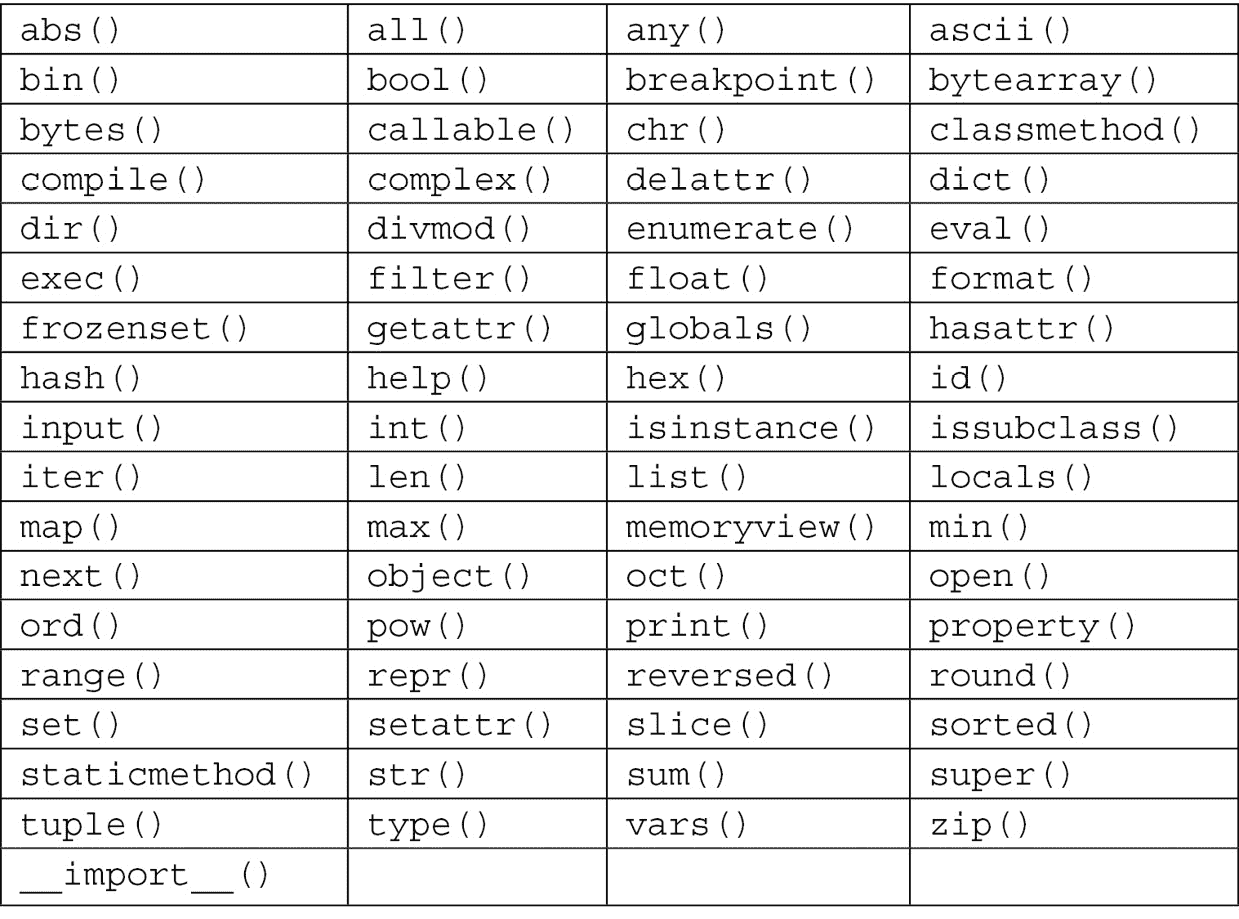 abs() all() any() ascii()
bin() bool() breakpoint() bytearray()
bytes() callable() chr() classmethod()
compile() complex() delattr() dict()
dir() divmod() enumerate() eval()
exec() filter() float() format()
frozenset() getattr() globals() hasattr()
hash() help() hex() id()
input() int() isinstance() issubclass()
iter() len() list() locals()
map() max() memoryview() min()
next() object() oct() open()
ord() pow() print() property()
range() repr() reversed() round()
set() setattr() slice() sorted()
staticmethod() str() sum() super()
tuple() type() vars() zip()
__import__()